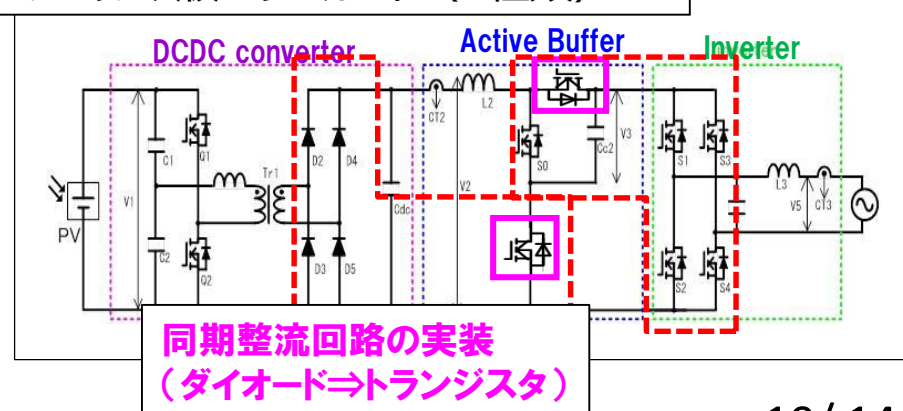 DCDC converter
Active Buffer
Inverter
CT2
L2
Q1
C1
D2
D4
S0
Cc2
V3
S1
S3
Tr1
L3
V1
V2
Cdc
V5
CT3
PV
C2
Q2
D3
D5
S2
S4
同期整流回路の実装
(ダイオード⇒トランジスタ)